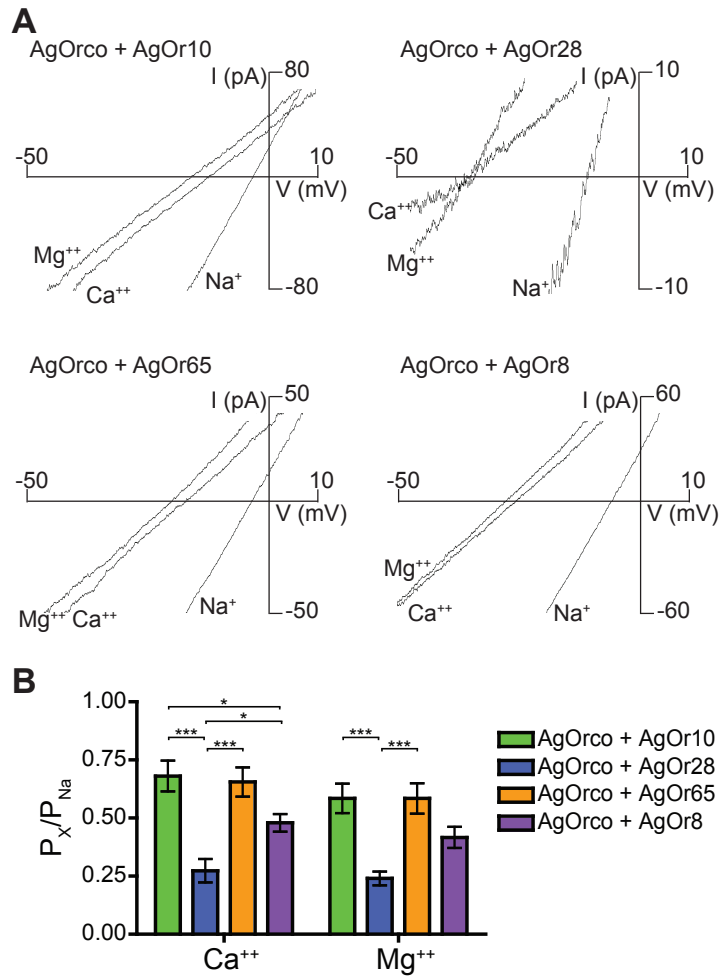 A
AgOrco + AgOr10
I (pA)
80
-50
10
V (mV)
Mg⁺⁺
Ca⁺⁺
Na⁺
-80
AgOrco + AgOr28
I (pA)
10
-50
10
V (mV)
Ca⁺⁺
Mg⁺⁺
Na⁺
-10
AgOrco + AgOr65
I (pA)
50
-50
10
V (mV)
Mg⁺⁺ Ca⁺⁺
Na⁺
-50
AgOrco + AgOr8
I (pA)
60
-50
10
V (mV)
Mg⁺⁺
Ca⁺⁺
Na⁺
-60
B
Pₓ/P_Na
1.00
0.75
0.50
0.25
0.00
*
*
***
***
***
***
Ca⁺⁺
Mg⁺⁺
AgOrco + AgOr10
AgOrco + AgOr28
AgOrco + AgOr65
AgOrco + AgOr8